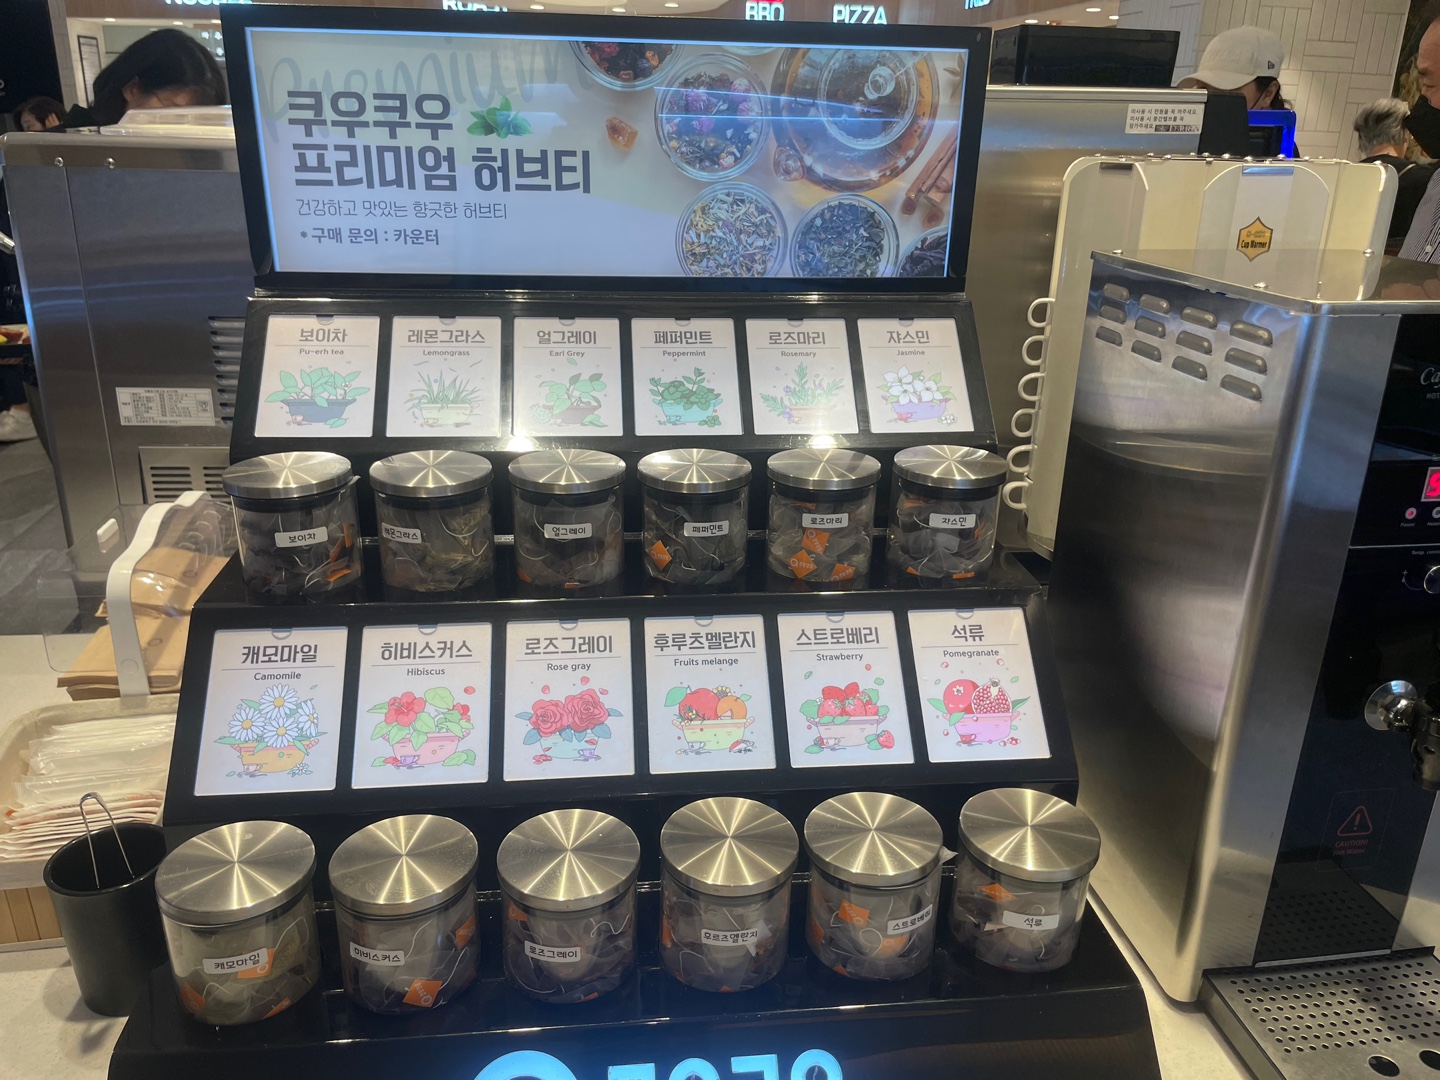 BBQ
PIZZA
Premium
쿠우쿠우
프리미엄 허브티
건강하고 맛있는 향긋한 허브티
* 구매 문의 : 카운터
Cup Warmer
보이차
Pu-erh tea
레몬그라스
Lemongrass
얼그레이
Earl Grey
페퍼민트
Peppermint
로즈마리
Rosemary
쟈스민
Jasmine
보이차
레몬그라스
얼그레이
페퍼민트
로즈마리
쟈스민
캐모마일
Camomile
히비스커스
Hibiscus
로즈그레이
Rose gray
후루츠멜란지
Fruits melange
스트로베리
Strawberry
석류
Pomegranate
캐모마일
히비스커스
로즈그레이
후르츠멜란지
스트로베리
석류
CAUTION!
Hot Water